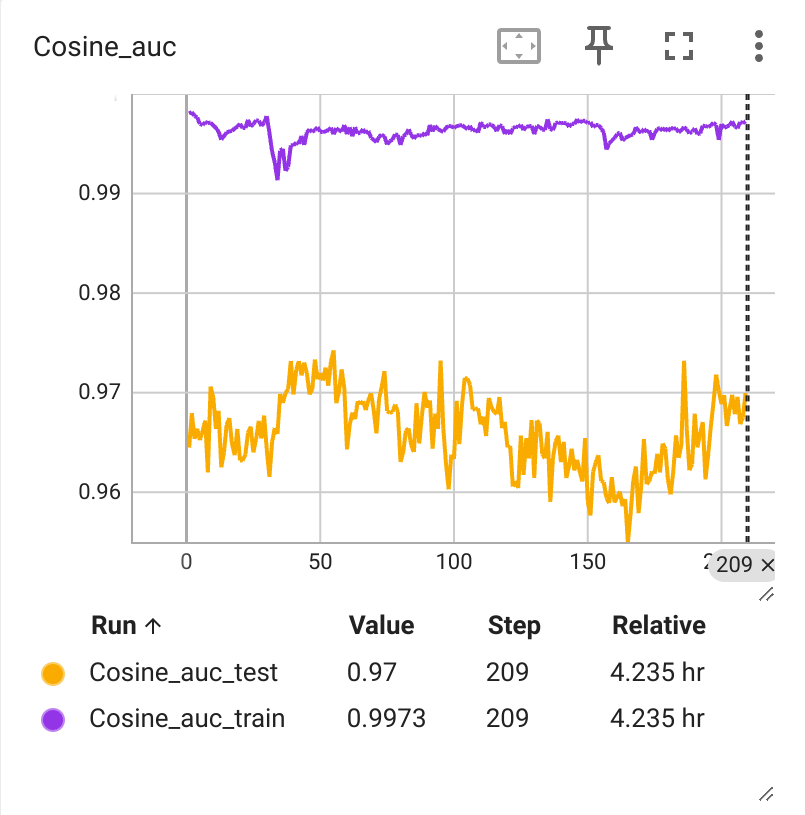 Cosine_auc
0.99
0.98
0.97
0.96
0 50 100 150 209 ×
Run ↑ Value Step Relative
Cosine_auc_test 0.97 209 4.235 hr
Cosine_auc_train 0.9973 209 4.235 hr